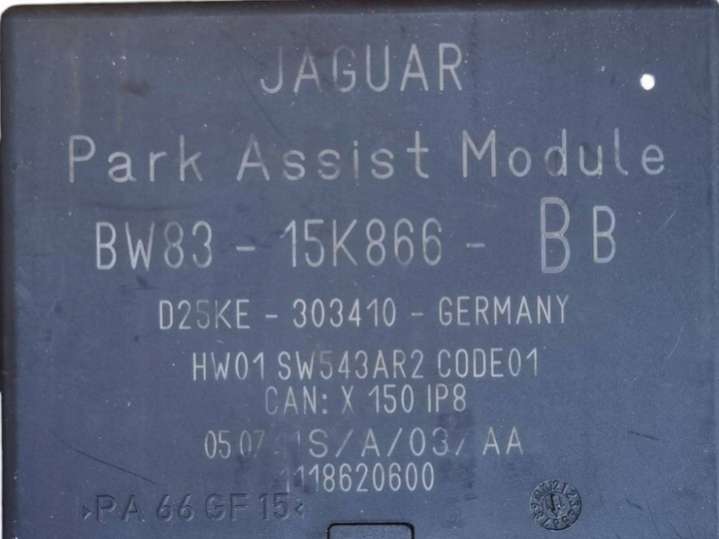 JAGUAR
Park Assist Module
BW83 - 15K866 - BB
D25KE - 303410 - GERMANY
HW01 SW543AR2 CODE01
CAN: X 150 IP8
1118620600
>PA 66 GF 15<